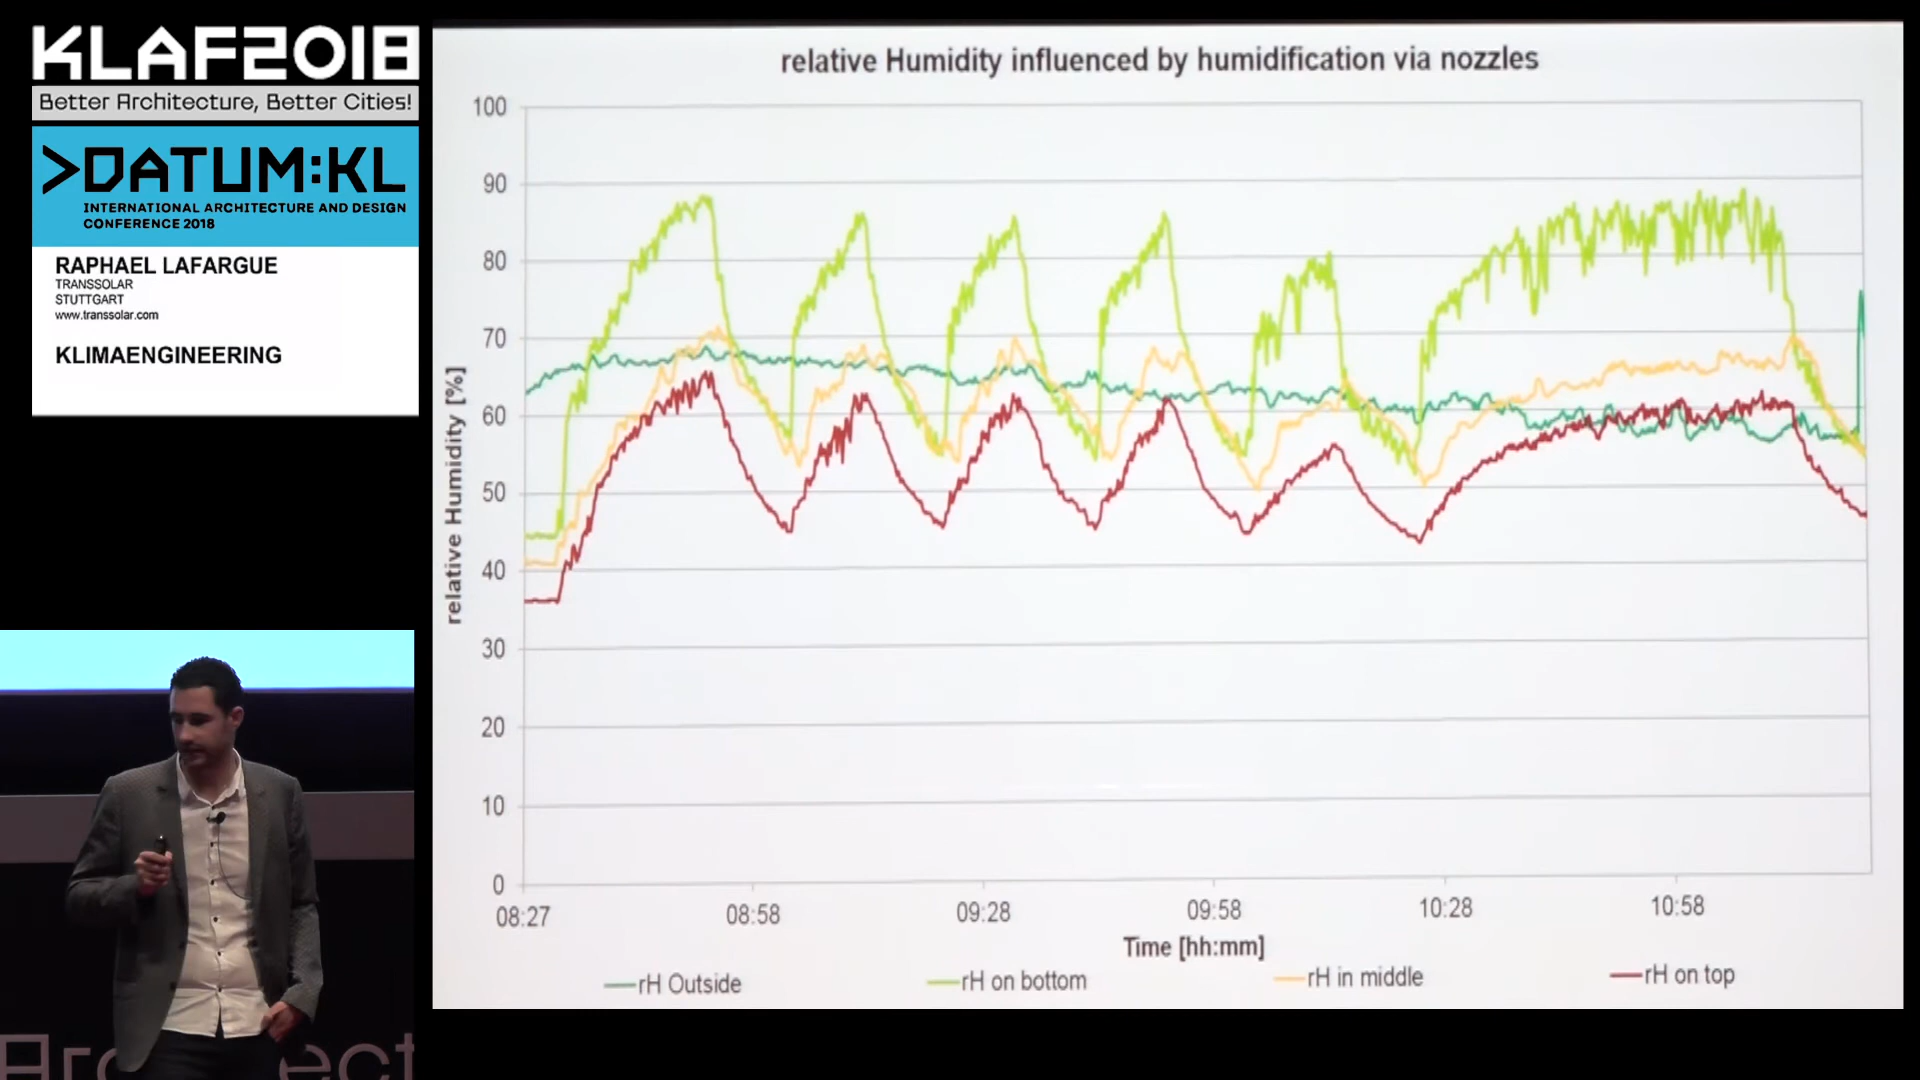 KLAF2018
Better Architecture, Better Cities!
>DATUM:KL
INTERNATIONAL ARCHITECTURE AND DESIGN
CONFERENCE 2018
RAPHAEL LAFARGUE
TRANSSOLAR
STUTTGART
www.transsolar.com
KLIMAENGINEERING
relative Humidity influenced by humidification via nozzles
relative Humidity [%]
100
90
80
70
60
50
40
30
20
10
0
08:27 08:58 09:28 09:58 10:28 10:58
Time [hh:mm]
rH Outside rH on bottom rH in middle rH on top